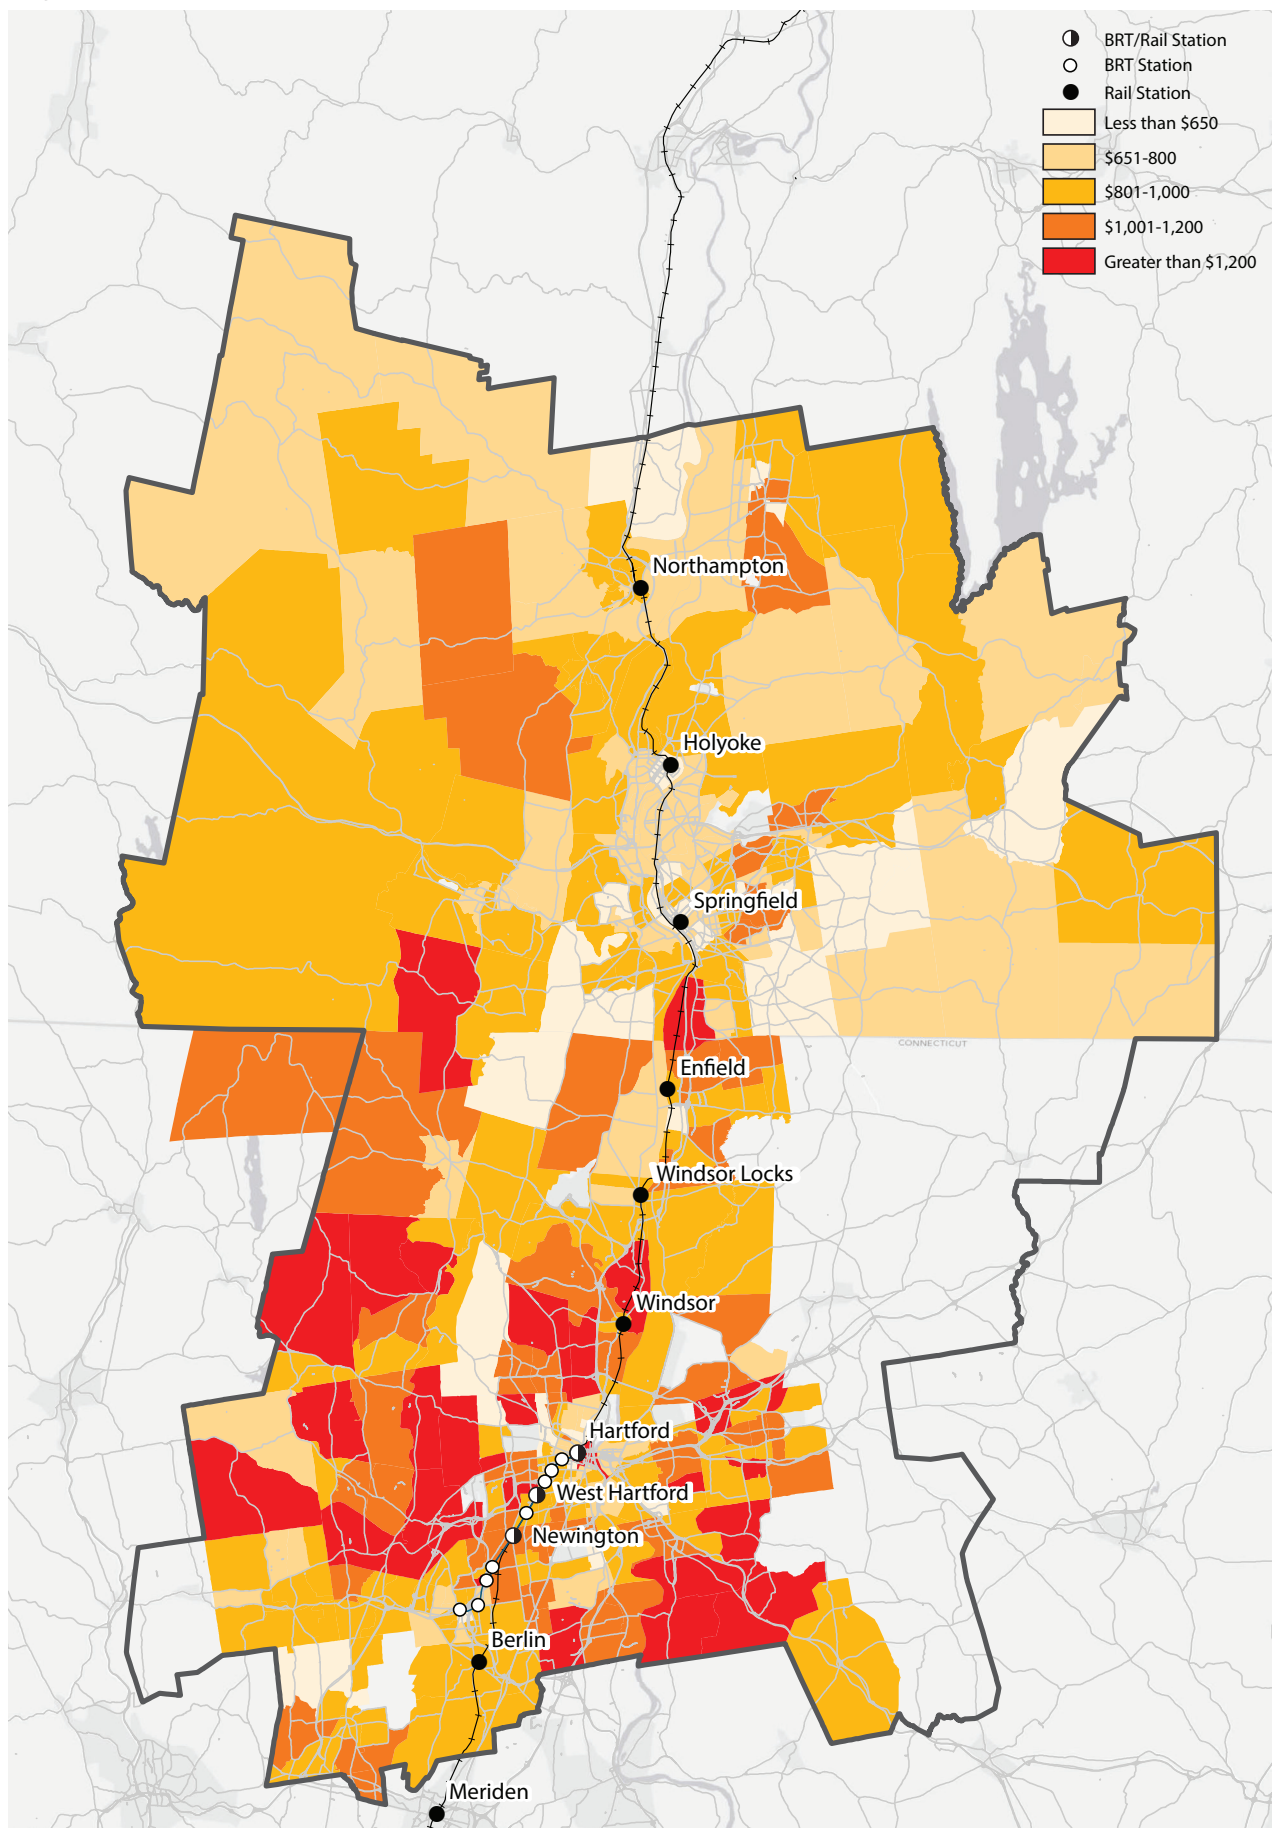 BRT/Rail Station
BRT Station
Rail Station
Less than $650
$651-800
$801-1,000
$1,001-1,200
Greater than $1,200
Northampton
Holyoke
Springfield
CONNECTICUT
Enfield
Windsor Locks
Windsor
Hartford
West Hartford
Newington
Berlin
Meriden